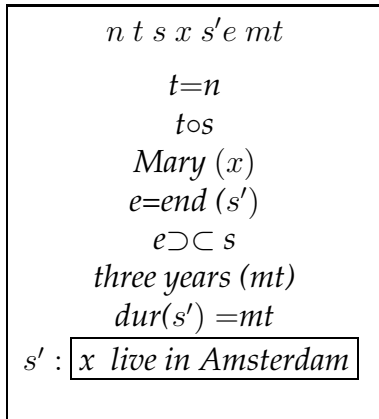 n t s x s′e mt
t=n
t∘s
Mary (x)
e=end (s′)
e⊃⊂ s
three years (mt)
dur(s′) =mt
s′ : x live in Amsterdam